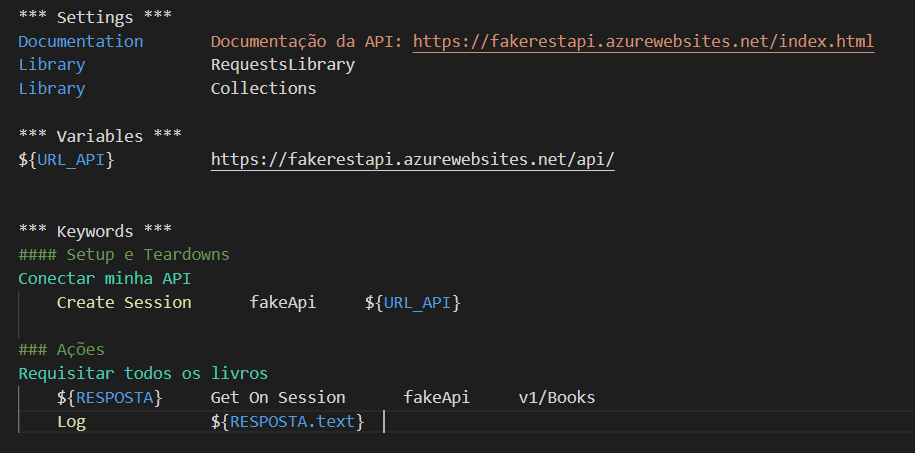 *** Settings ***
Documentation       Documentação da API: https://fakerestapi.azurewebsites.net/index.html
Library             RequestsLibrary
Library             Collections
*** Variables ***
${URL_API}          https://fakerestapi.azurewebsites.net/api/
*** Keywords ***
#### Setup e Teardowns
Conectar minha API
    Create Session      fakeApi     ${URL_API}
### Ações
Requisitar todos os livros
    ${RESPOSTA}     Get On Session      fakeApi     v1/Books
    Log             ${RESPOSTA.text}